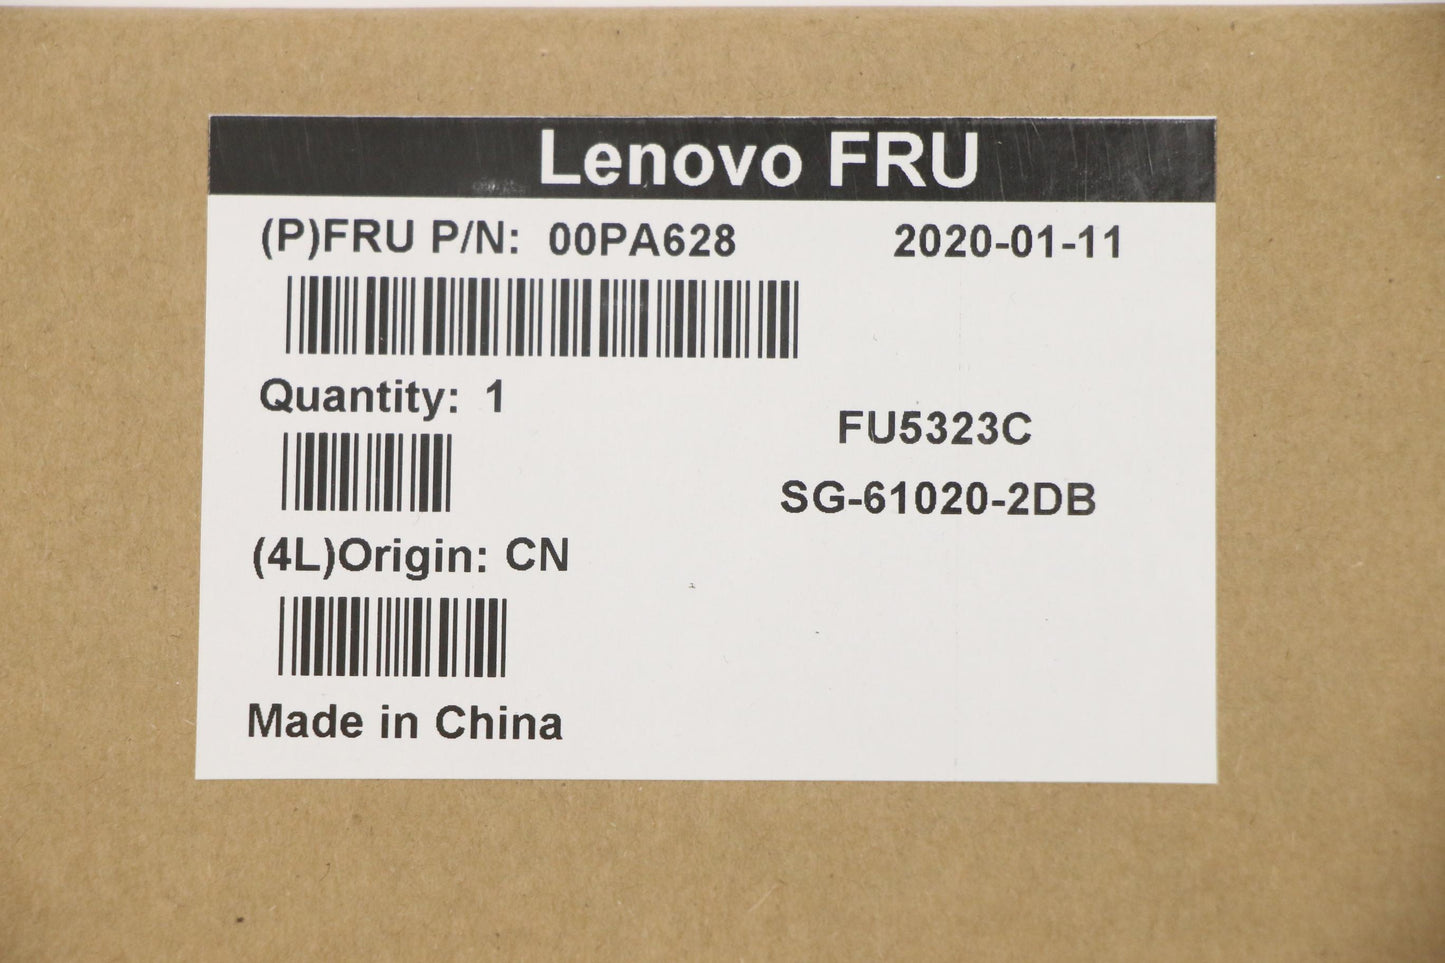 Lenovo FRU
(P)FRU P/N: 00PA628 2020-01-11
Quantity: 1
FU5323C
SG-61020-2DB
(4L)Origin: CN
Made in China